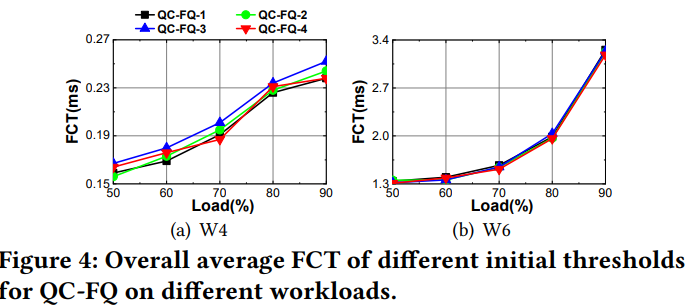 QC-FQ-1 QC-FQ-2
QC-FQ-3 QC-FQ-4
0.27
0.23
0.19
0.15
FCT(ms)
50 60 70 80 90
Load(%)
(a) W4
3.4
2.7
2.0
1.3
FCT(ms)
50 60 70 80 90
Load(%)
(b) W6
Figure 4: Overall average FCT of different initial thresholds
for QC-FQ on different workloads.